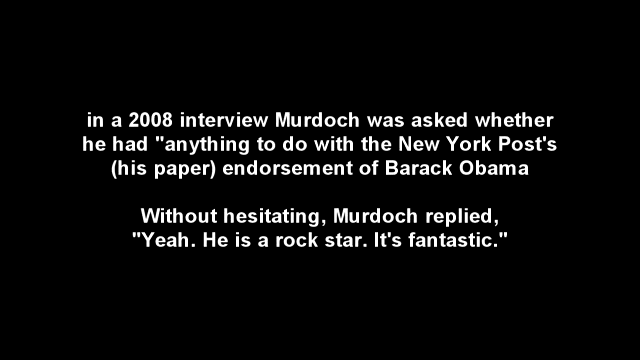 in a 2008 interview Murdoch was asked whether
he had "anything to do with the New York Post's
(his paper) endorsement of Barack Obama
Without hesitating, Murdoch replied,
"Yeah. He is a rock star. It's fantastic."